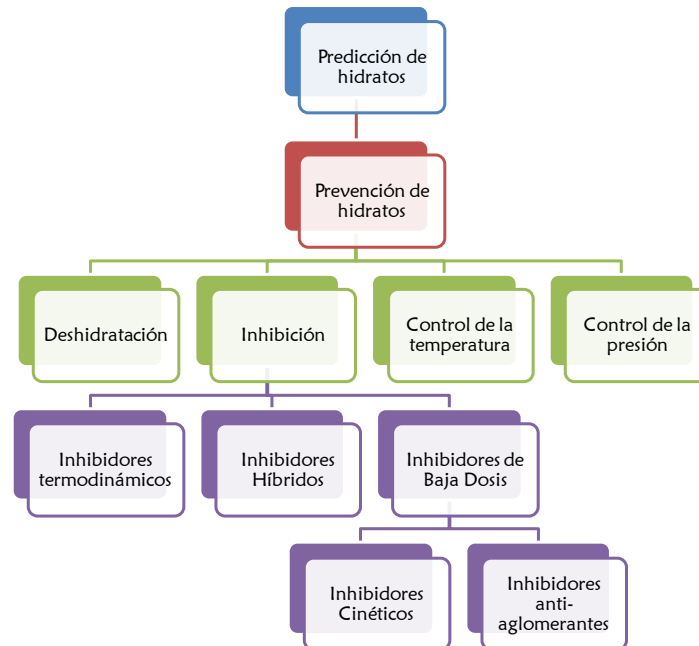 Predicción de
hidratos
Prevención de
hidratos
Deshidratación
Inhibición
Control de la
temperatura
Control de la
presión
Inhibidores
termodinámicos
Inhibidores
Híbridos
Inhibidores de
Baja Dosis
Inhibidores
Cinéticos
Inhibidores
anti-
aglomerantes